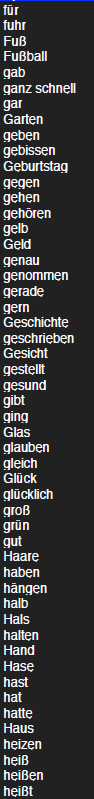 für
fuhr
Fuß
Fußball
gab
ganz schnell
gar
Garten
geben
gebissen
Geburtstag
gegen
gehen
gehören
gelb
Geld
genau
genommen
gerade
gern
Geschichte
geschrieben
Gesicht
gestellt
gesund
gibt
ging
Glas
glauben
gleich
Glück
glücklich
groß
grün
gut
Haare
haben
hängen
halb
Hals
halten
Hand
Hase
hast
hat
hatte
Haus
heizen
heiß
heißen
heißt